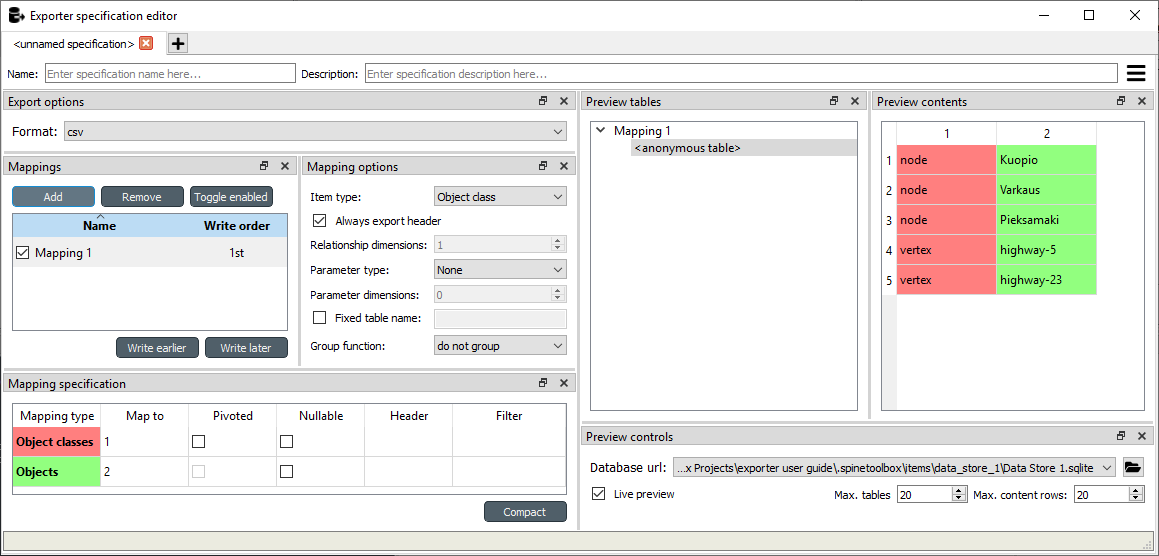 Exporter specification editor
<unnamed specification>
Name: Enter specification name here... Description: Enter specification description here...
Export options
Format: csv
Mappings
Add Remove Toggle enabled
Name Write order
Mapping 1 1st
Write earlier Write later
Mapping options
Item type: Object class
Always export header
Relationship dimensions: 1
Parameter type: None
Parameter dimensions: 0
Fixed table name:
Group function: do not group
Mapping specification
Mapping type Map to Pivoted Nullable Header Filter
Object classes 1
Objects 2
Compact
Preview tables
Mapping 1
<anonymous table>
Preview contents
1 2
1 node Kuopio
2 node Varkaus
3 node Pieksamaki
4 vertex highway-5
5 vertex highway-23
Preview controls
Database url: ...x Projects\exporter user guide\.spinetoolbox\items\data_store_1\Data Store 1.sqlite
Live preview Max. tables 20 Max. content rows: 20